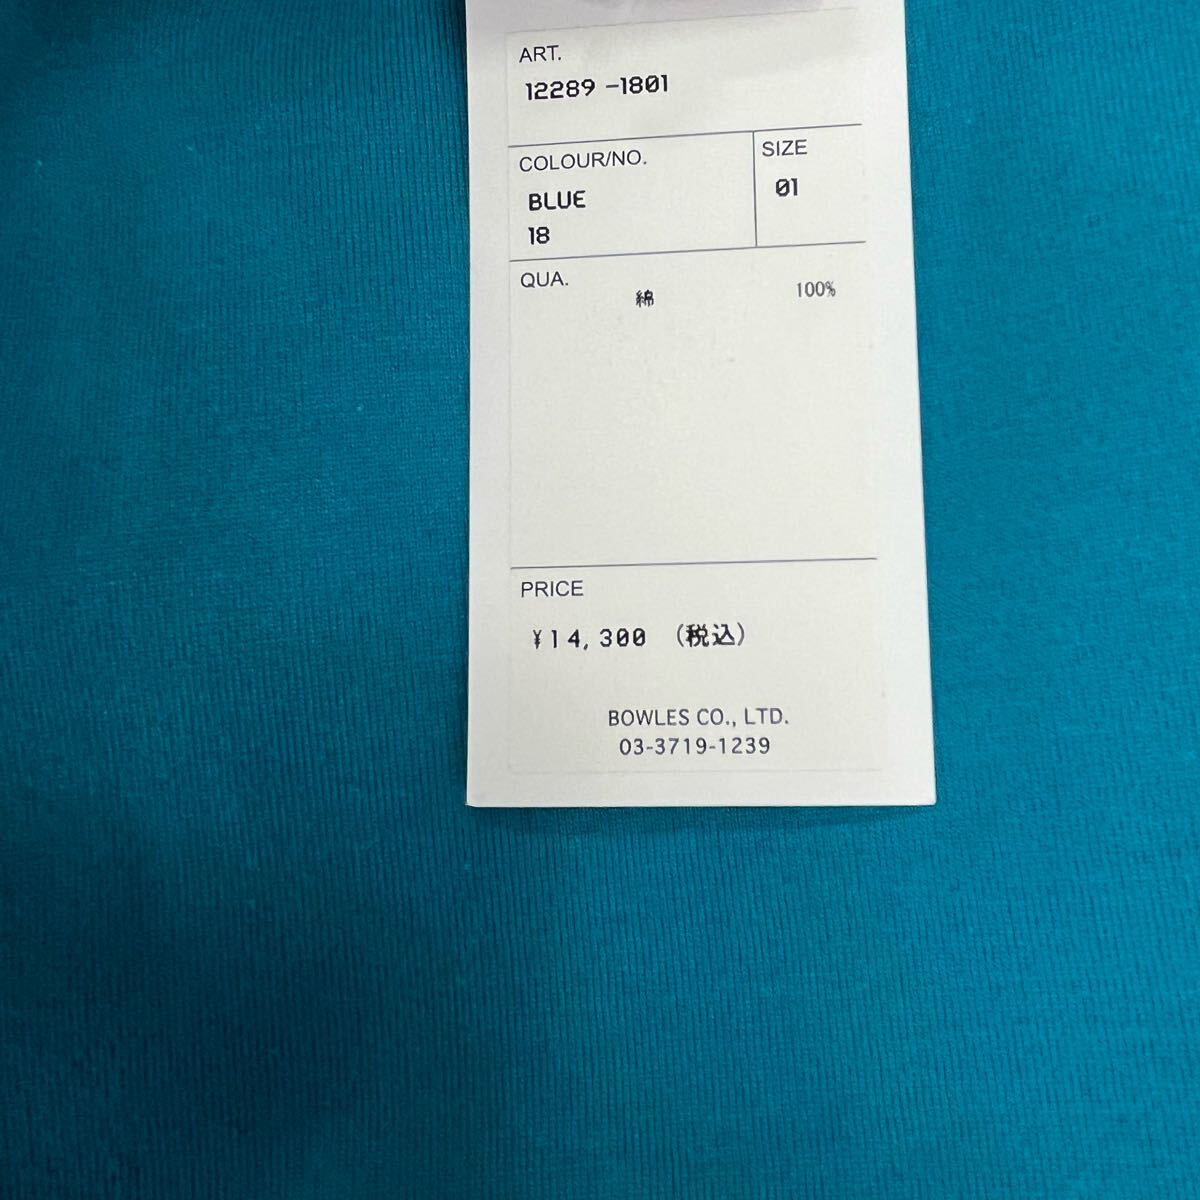 ART.
12289 -1801
COLOUR/NO.
BLUE
18
SIZE
01
QUA.
綿 100%
PRICE
¥14,300 (税込)
BOWLES CO., LTD.
03-3719-1239